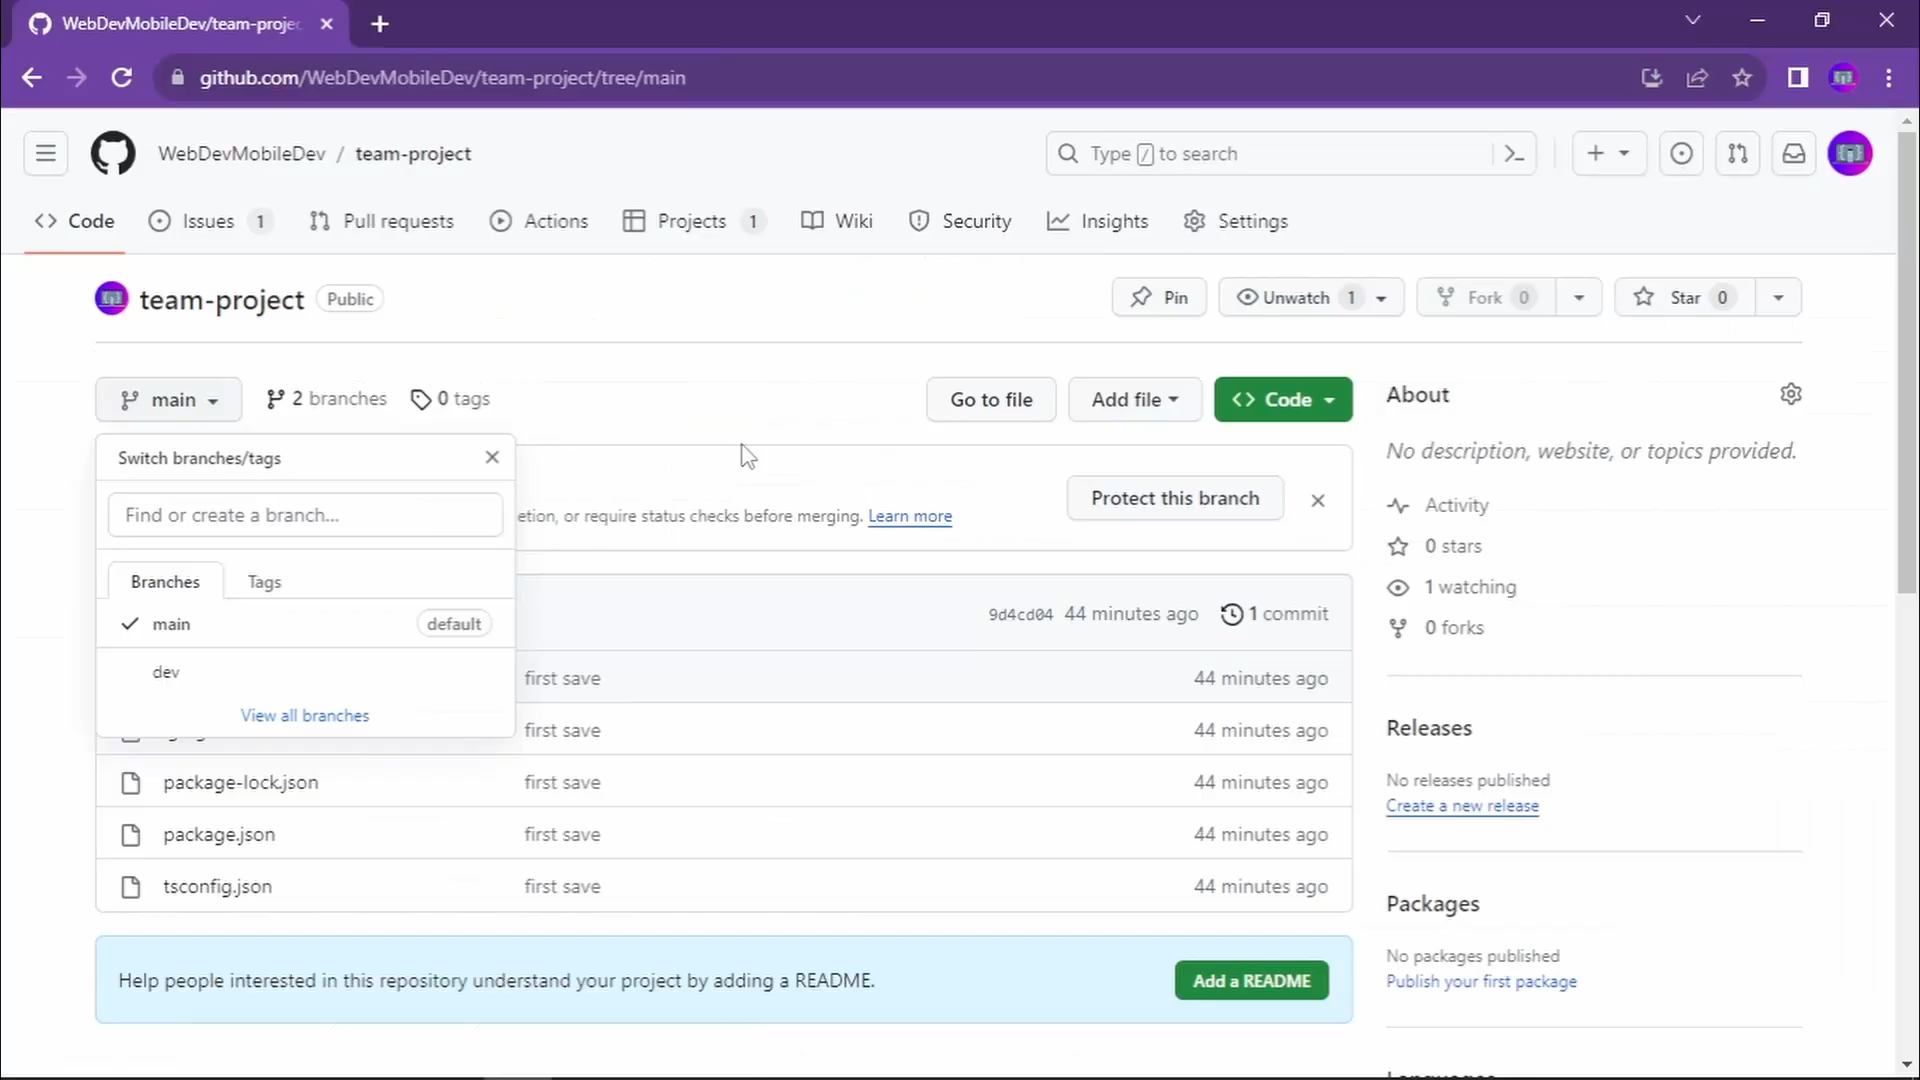 WebDevMobileDev/team-projec
github.com/WebDevMobileDev/team-project/tree/main
WebDevMobileDev / team-project
Type / to search
Code
Issues 1
Pull requests
Actions
Projects 1
Wiki
Security
Insights
Settings
team-project Public
Pin
Unwatch 1
Fork 0
Star 0
main
2 branches
0 tags
Go to file
Add file
Code
Switch branches/tags
Find or create a branch...
Branches
Tags
main default
dev
View all branches
etion, or require status checks before merging. Learn more
Protect this branch
9d4cd04 44 minutes ago 1 commit
first save 44 minutes ago
first save 44 minutes ago
package-lock.json first save 44 minutes ago
package.json first save 44 minutes ago
tsconfig.json first save 44 minutes ago
Help people interested in this repository understand your project by adding a README.
Add a README
About
No description, website, or topics provided.
Activity
0 stars
1 watching
0 forks
Releases
No releases published
Create a new release
Packages
No packages published
Publish your first package